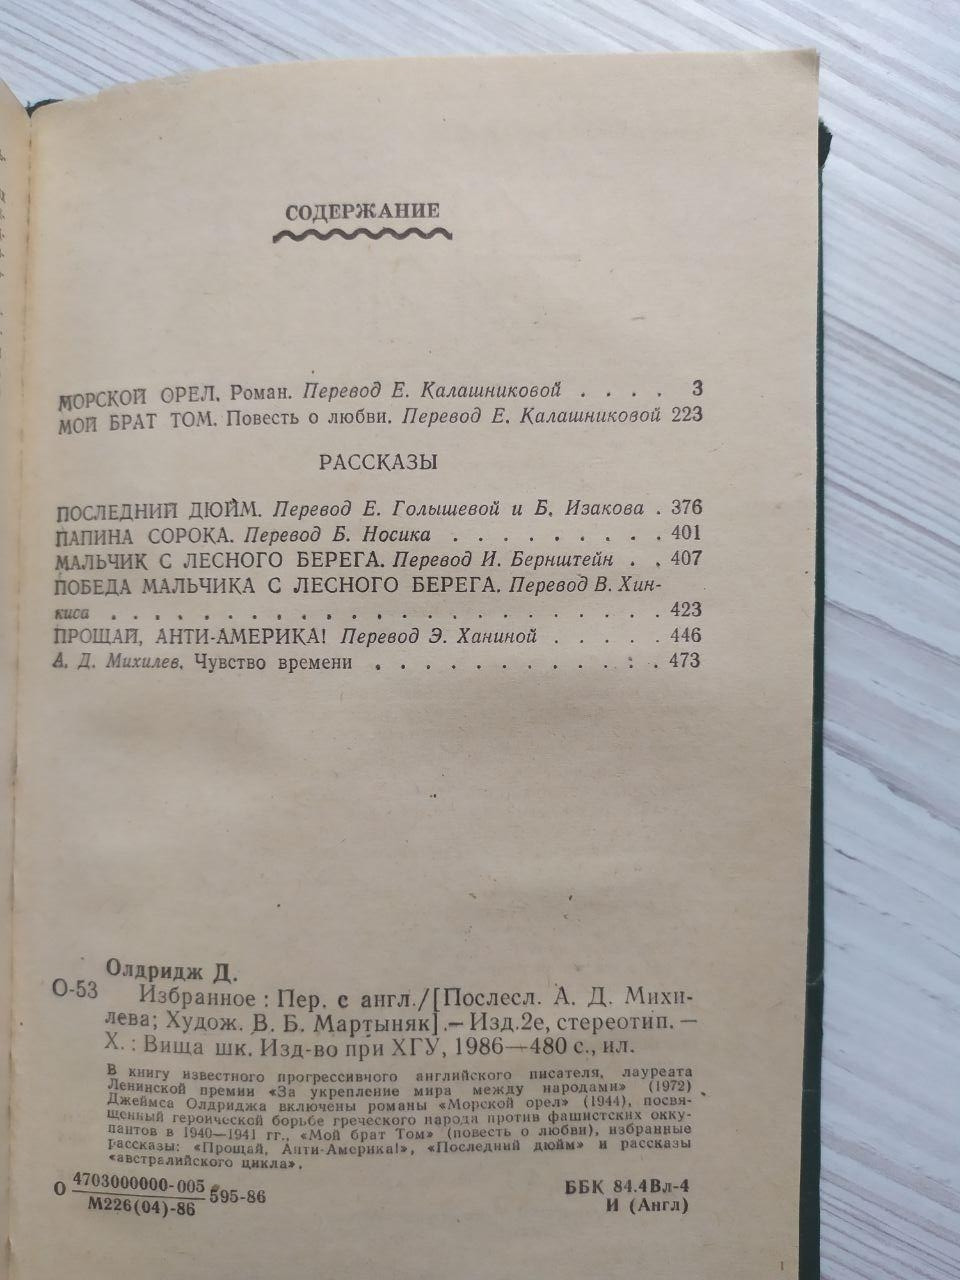 СОДЕРЖАНИЕ
МОРСКОЙ ОРЕЛ. Роман. Перевод Е. Калашниковой . . . . 3
МОЙ БРАТ ТОМ. Повесть о любви. Перевод Е. Калашниковой 223
РАССКАЗЫ
ПОСЛЕДНИЙ ДЮЙМ. Перевод Е. Голышевой и Б. Изакова . 376
ПАПИНА СОРОКА. Перевод Б. Носика . . . . . . . . . 401
МАЛЬЧИК С ЛЕСНОГО БЕРЕГА. Перевод И. Бернштейн . . 407
ПОБЕДА МАЛЬЧИКА С ЛЕСНОГО БЕРЕГА. Перевод В. Хин-
киса . . . . . . . . . . . . . . . . . . . 423
ПРОЩАЙ, АНТИ-АМЕРИКА! Перевод Э. Ханиной . . . . . 446
А. Д. Михилев. Чувство времени . . . . . . . . . . . . 473
Олдридж Д.
О-53 Избранное : Пер. с англ./[Послесл. А. Д. Михи-
лева; Худож. В. Б. Мартыняк].— Изд.2е, стереотип. —
Х. : Вища шк. Изд-во при ХГУ, 1986—480 с., ил.
В книгу известного прогрессивчого английского писателя, лауреата
Ленинской премии «За укрепление мира между народами» (1972)
Джеймса Олдриджа включены романы «Морской орел» (1944), посвя-
щенный героической борьбе греческого народа против фашистских окку-
пантов в 1940—1941 гг., «Мой брат Том» (повесть о любви), избранные
рассказы: «Прощай, Анти-Америка!», «Последний дюйм» и рассказы
«австралийского цикла».
О 4703000000-005 595-86
М226(04)-86
ББК 84.4Вл-4
И (Англ)